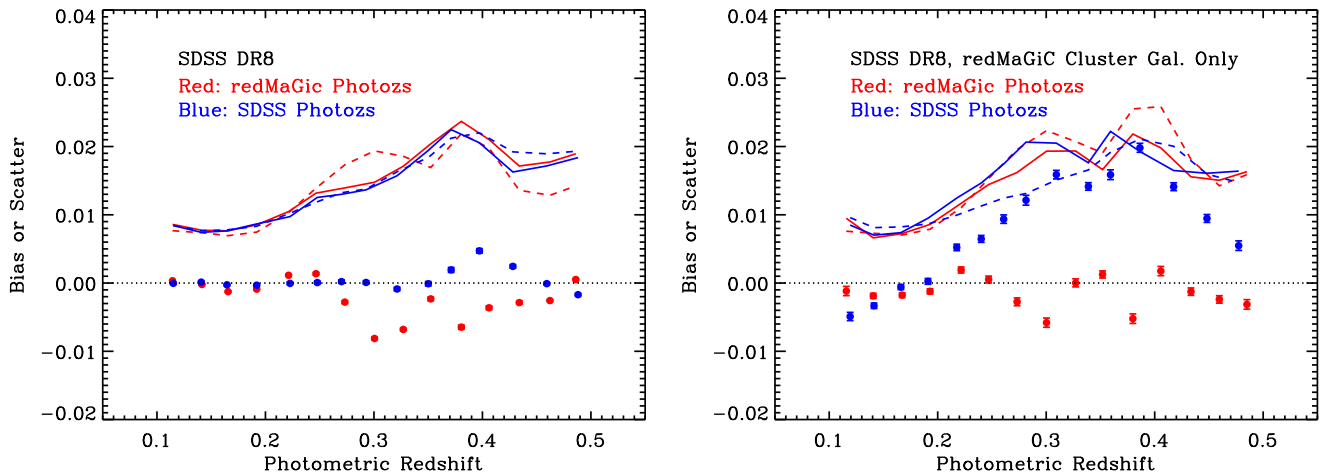 0.04
0.03
0.02
0.01
0.00
−0.01
−0.02
Bias or Scatter
SDSS DR8
Red: redMaGic Photozs
Blue: SDSS Photozs
0.1 0.2 0.3 0.4 0.5
Photometric Redshift
0.04
0.03
0.02
0.01
0.00
−0.01
−0.02
Bias or Scatter
SDSS DR8, redMaGiC Cluster Gal. Only
Red: redMaGic Photozs
Blue: SDSS Photozs
0.1 0.2 0.3 0.4 0.5
Photometric Redshift